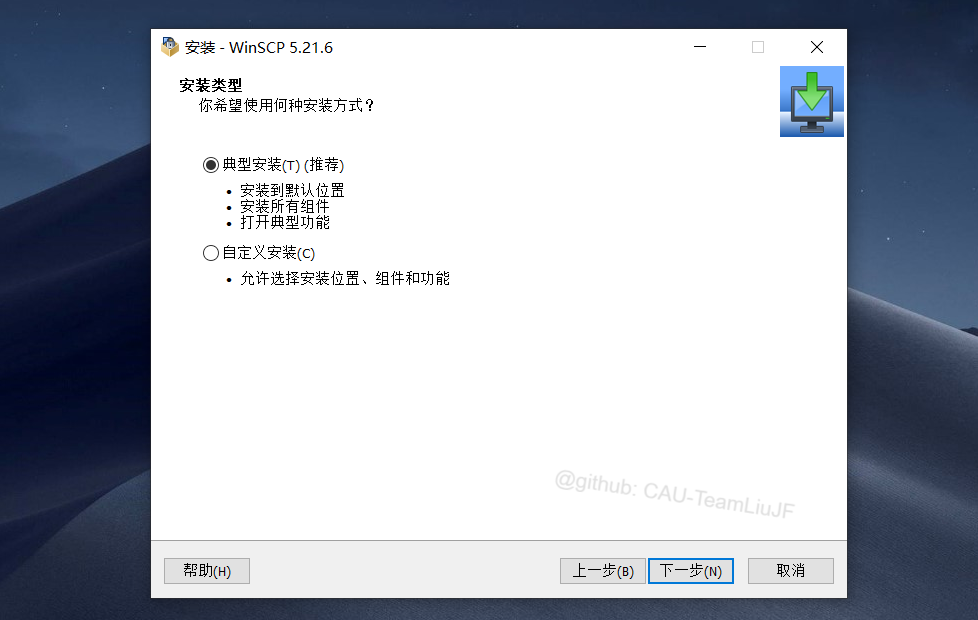 安装 - WinSCP 5.21.6
安装类型
你希望使用何种安装方式？
典型安装(T) (推荐)
• 安装到默认位置
• 安装所有组件
• 打开典型功能
自定义安装(C)
• 允许选择安装位置、组件和功能
@github: CAU-TeamLiuJF
帮助(H) 上一步(B) 下一步(N) 取消